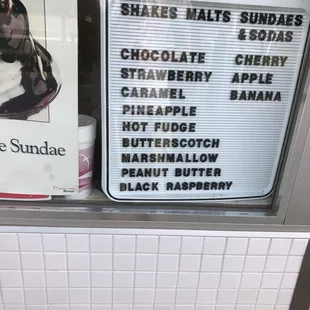 SHAKES MALTS SUNDAES
& SODAS
CHOCOLATE CHERRY
STRAWBERRY APPLE
CARAMEL BANANA
PINEAPPLE
HOT FUDGE
BUTTERSCOTCH
MARSHMALLOW
PEANUT BUTTER
BLACK RASPBERRY
e Sundae